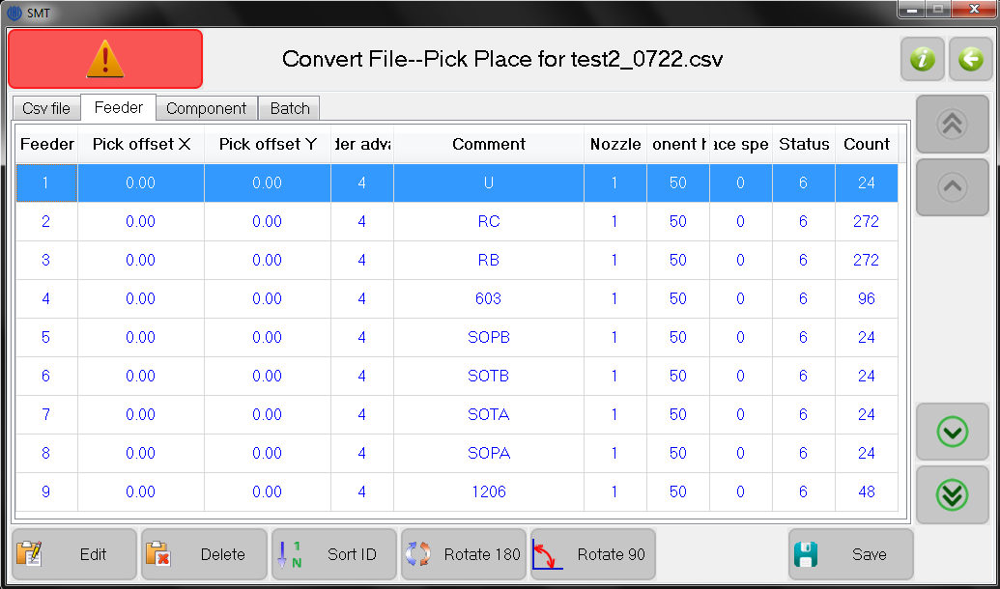 SMT
Convert File--Pick Place for test2_0722.csv
Csv file Feeder Component Batch
Feeder Pick offset X Pick offset Y der adva Comment Nozzle onent ace spe Status Count
1 0.00 0.00 4 U 1 50 0 6 24
2 0.00 0.00 4 RC 1 50 0 6 272
3 0.00 0.00 4 RB 1 50 0 6 272
4 0.00 0.00 4 603 1 50 0 6 96
5 0.00 0.00 4 SOPB 1 50 0 6 24
6 0.00 0.00 4 SOTB 1 50 0 6 24
7 0.00 0.00 4 SOTA 1 50 0 6 24
8 0.00 0.00 4 SOPA 1 50 0 6 24
9 0.00 0.00 4 1206 1 50 0 6 48
Edit Delete 1 N Sort ID Rotate 180 Rotate 90 Save